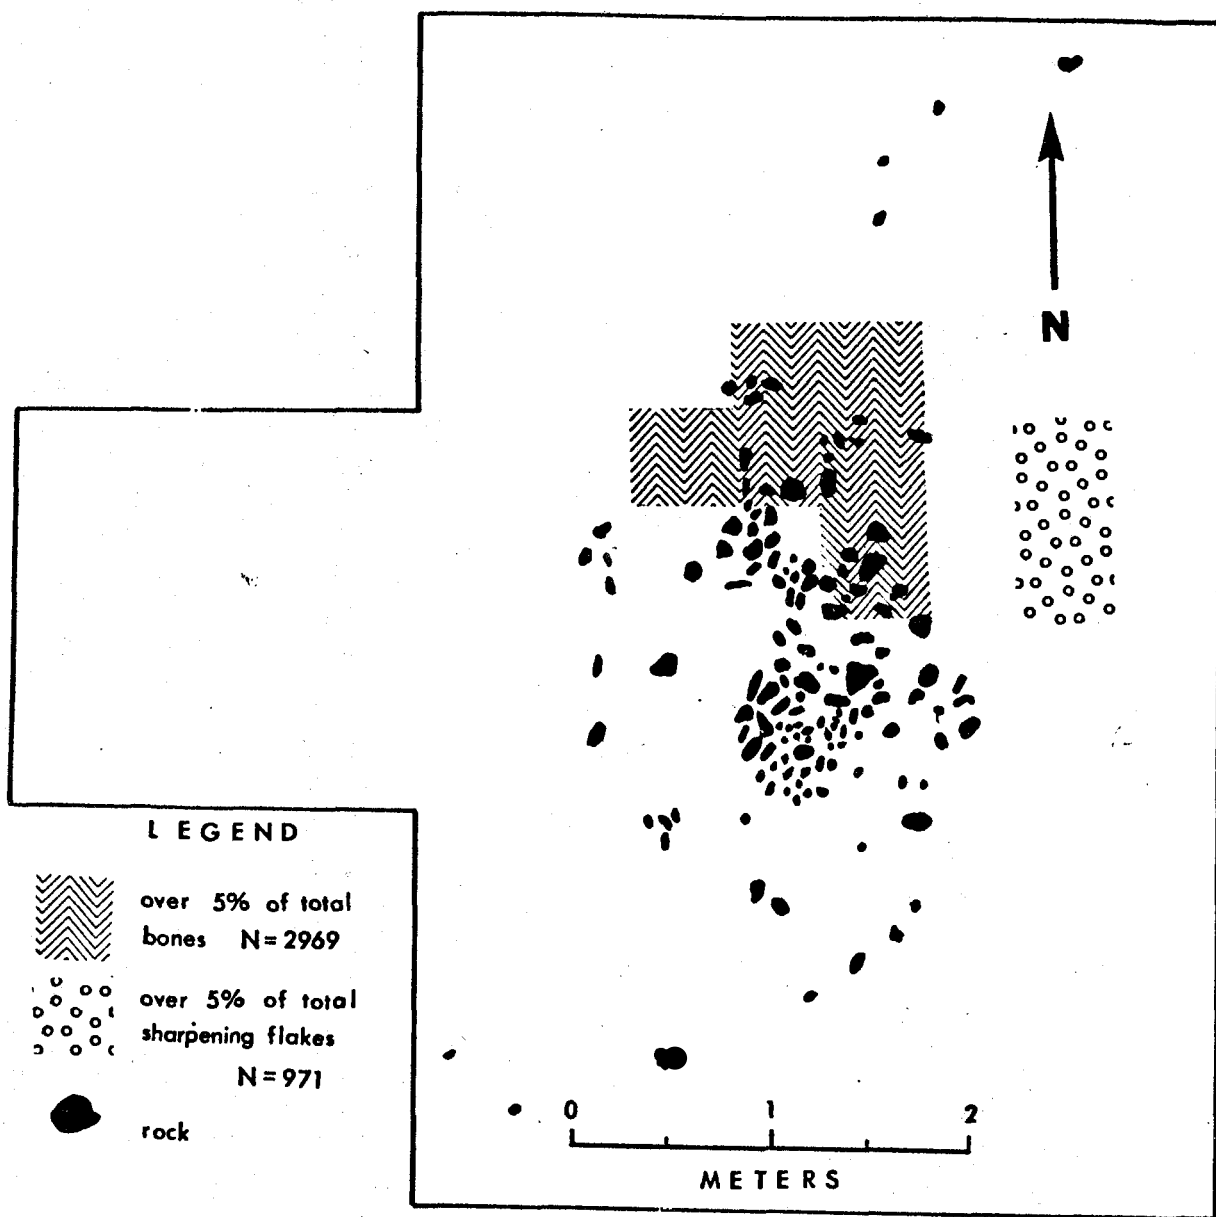 N
LEGEND
over 5% of total
bones N=2969
over 5% of total
sharpening flakes
N=971
rock
0 1 2
METERS